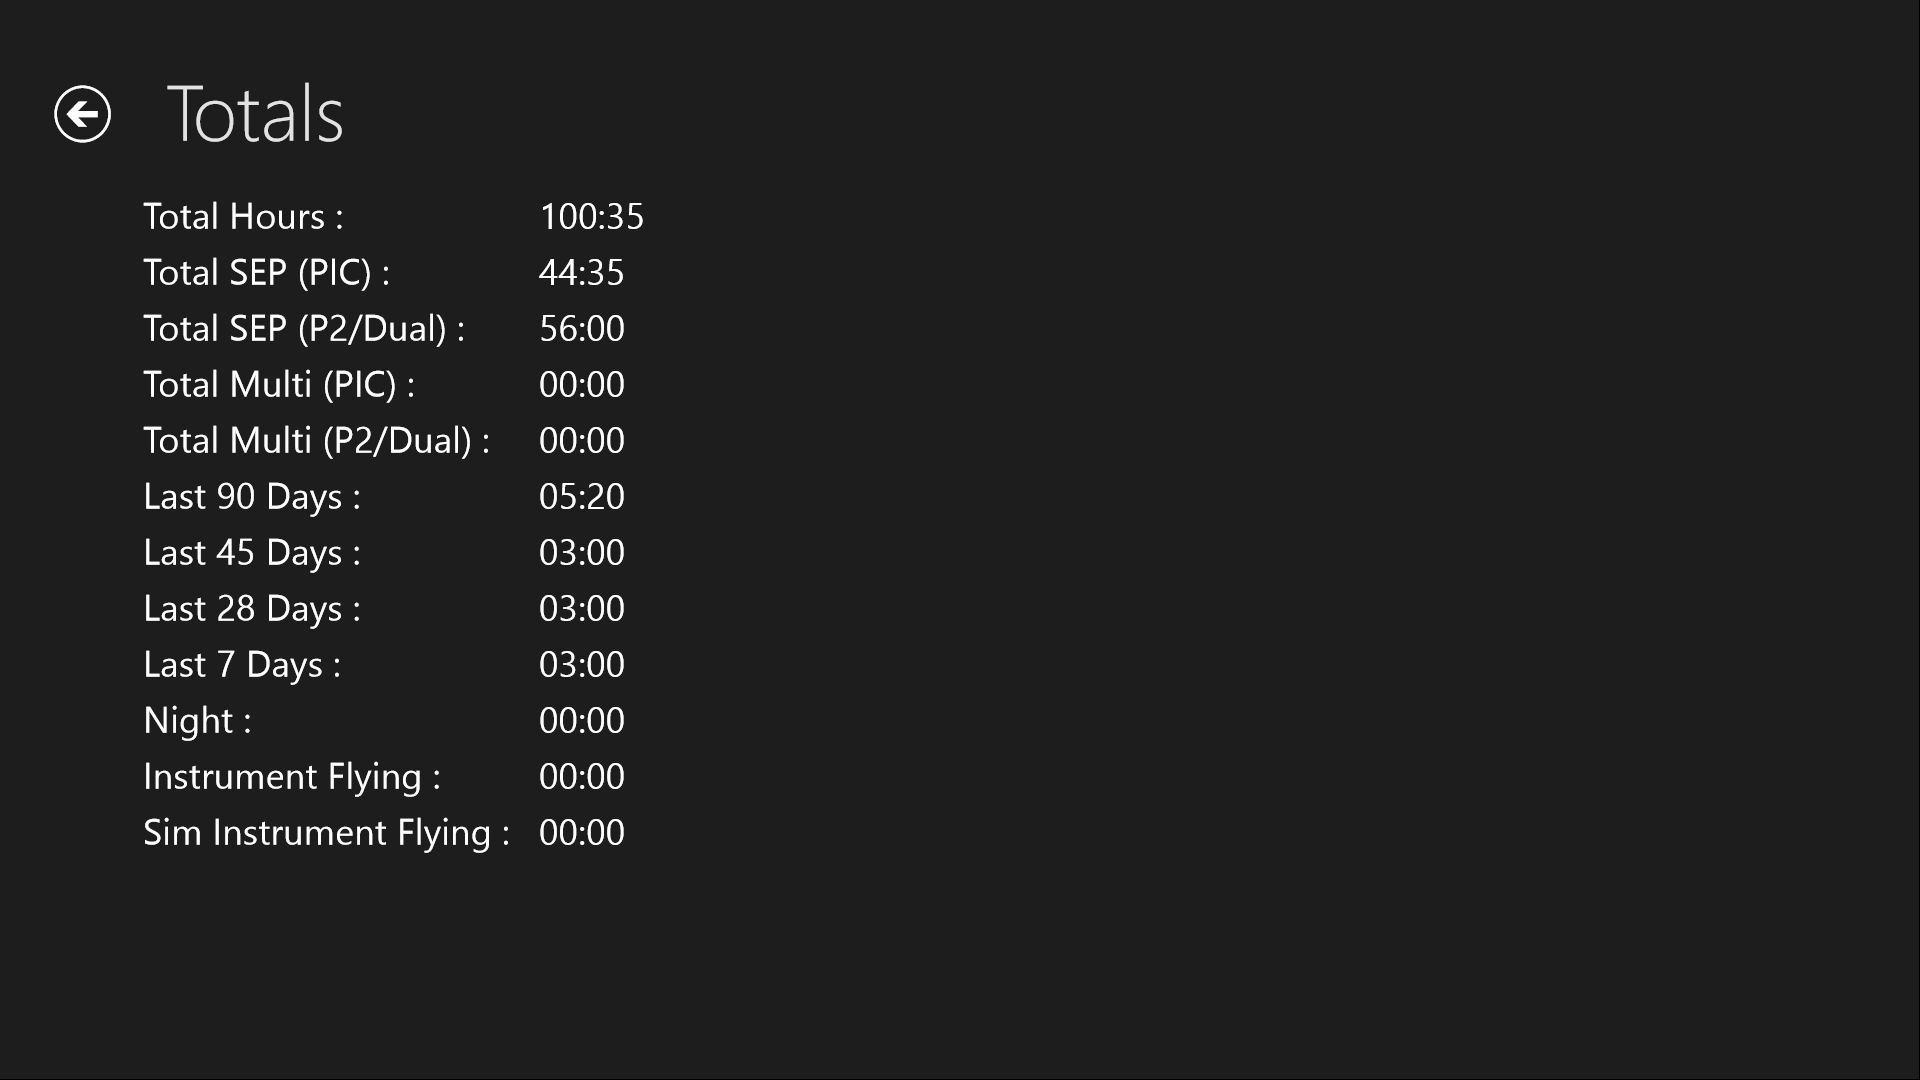 Totals
Total Hours : 100:35
Total SEP (PIC) : 44:35
Total SEP (P2/Dual) : 56:00
Total Multi (PIC) : 00:00
Total Multi (P2/Dual) : 00:00
Last 90 Days : 05:20
Last 45 Days : 03:00
Last 28 Days : 03:00
Last 7 Days : 03:00
Night : 00:00
Instrument Flying : 00:00
Sim Instrument Flying : 00:00